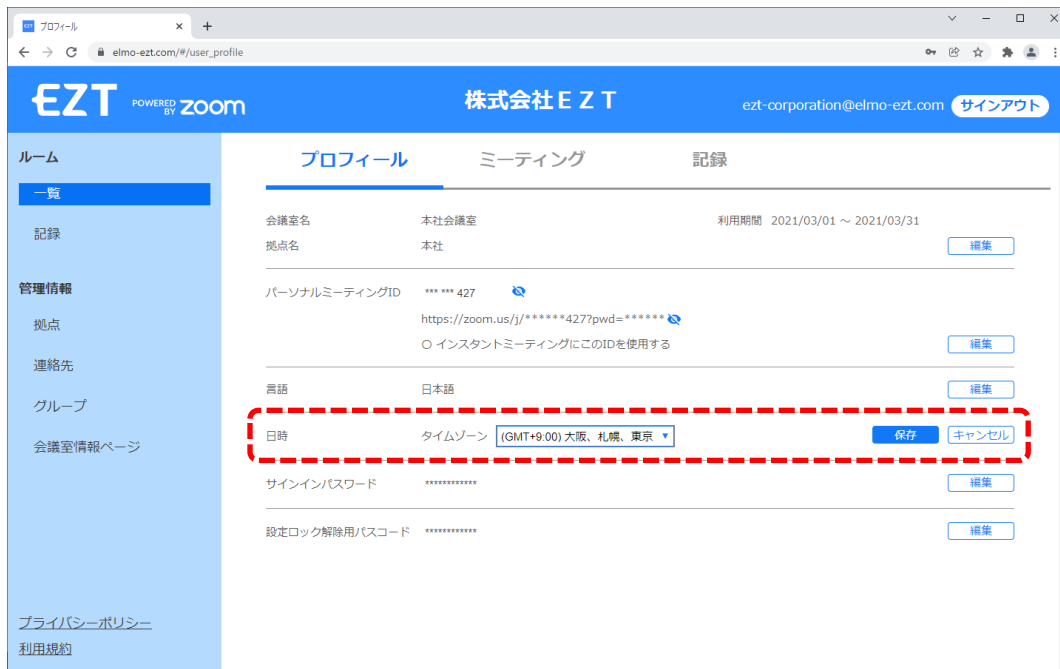 EZT プロフィール
elmo-ezt.com/#/user_profile
EZT POWERED BY zoom 株式会社ＥＺＴ ezt-corporation@elmo-ezt.com サインアウト
ルーム
一覧
記録
管理情報
拠点
連絡先
グループ
会議室情報ページ
プライバシーポリシー
利用規約
プロフィール ミーティング 記録
会議室名 本社会議室 利用期間 2021/03/01 ～ 2021/03/31
拠点名 本社 編集
パーソナルミーティングID *** *** 427
https://zoom.us/j/******427?pwd=******
〇 インスタントミーティングにこのIDを使用する 編集
言語 日本語 編集
日時 タイムゾーン (GMT+9:00) 大阪、札幌、東京 ▼ 保存 キャンセル
サインインパスワード ************ 編集
設定ロック解除用パスコード ************ 編集